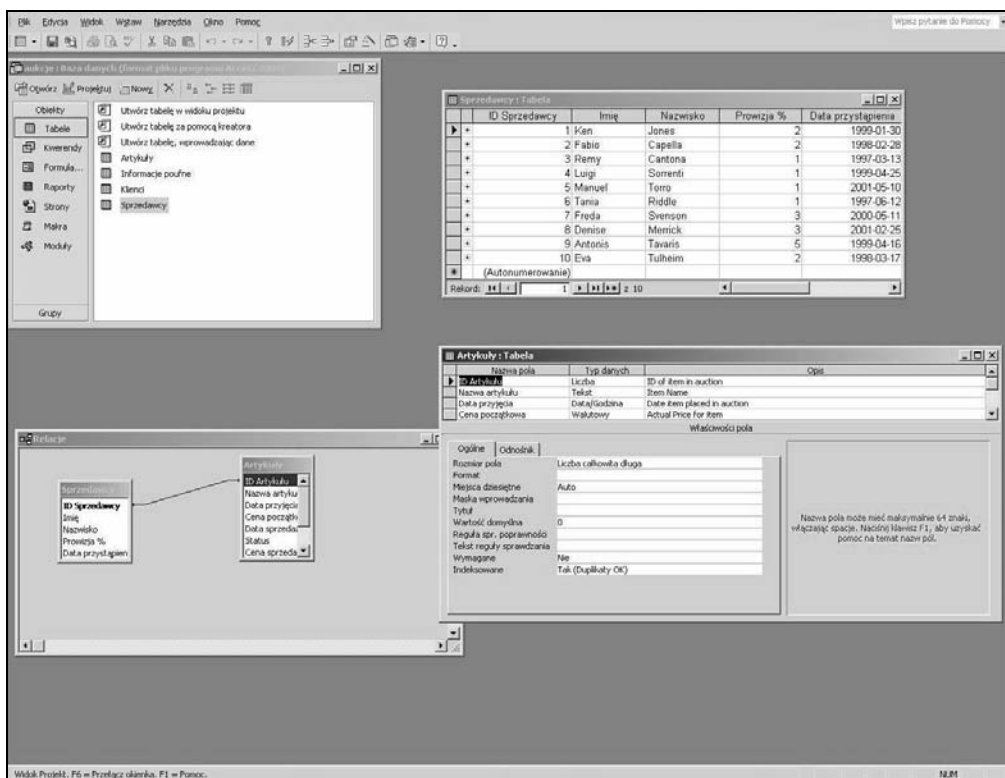 Plik Edycja Widok Wstaw Narzędzia Okno Pomoc
Wpisz pytanie do Pomocy
aukcje : Baza danych (format pliku programu Access 2000)
Otwórz Projektuj Nowy
Obiekty
Tabele
Kwerendy
Formula...
Raporty
Strony
Makra
Moduły
Grupy
Utwórz tabelę w widoku projektu
Utwórz tabelę za pomocą kreatora
Utwórz tabelę, wprowadzając dane
Artykuły
Informacje poufne
Klienci
Sprzedawcy
Sprzedawcy : Tabela
ID Sprzedawcy Imię Nazwisko Prowizja % Data przystąpienia
+ 1 Ken Jones 2 1999-01-30
+ 2 Fabio Capella 2 1998-02-28
+ 3 Remy Cantona 1 1997-03-13
+ 4 Luigi Sorrenti 1 1999-04-25
+ 5 Manuel Torro 1 2001-05-10
+ 6 Tania Riddle 1 1997-06-12
+ 7 Freda Svenson 3 2000-05-11
+ 8 Denise Merrick 3 2001-02-25
+ 9 Antonis Tavaris 5 1999-04-16
+ 10 Eva Tulheim 2 1998-03-17
(Autonumerowanie)
Rekord: 1 z 10
Artykuły : Tabela
Nazwa pola Typ danych Opis
ID Artykułu Liczba ID of item in auction
Nazwa artykułu Tekst Item Name
Data przyjęcia Data/Godzina Date item placed in auction
Cena początkowa Walutowy Actual Price for Item
Właściwości pola
Ogólne Odnośnik
Rozmiar pola Liczba całkowita długa
Format
Miejsca dziesiętne Auto
Maska wprowadzania
Tytuł
Wartość domyślna 0
Reguła spr. poprawności
Tekst reguły sprawdzania
Wymagane Nie
Indeksowane Tak (Duplikaty OK)
Nazwa pola może mieć maksymalnie 64 znaki,
włączając spacje. Naciśnij klawisz F1, aby uzyskać
pomoc na temat nazw pól.
Relacje
Sprzedawcy
ID Sprzedawcy
Imię
Nazwisko
Prowizja %
Data przystąpien
Artykuły
ID Artykułu
Nazwa artyku
Data przyjęcia
Cena początk
Data sprzeda
Status
Cena sprzeda
Widok Projekt. F6 = Przełącz okienka. F1 = Pomoc.
NUM